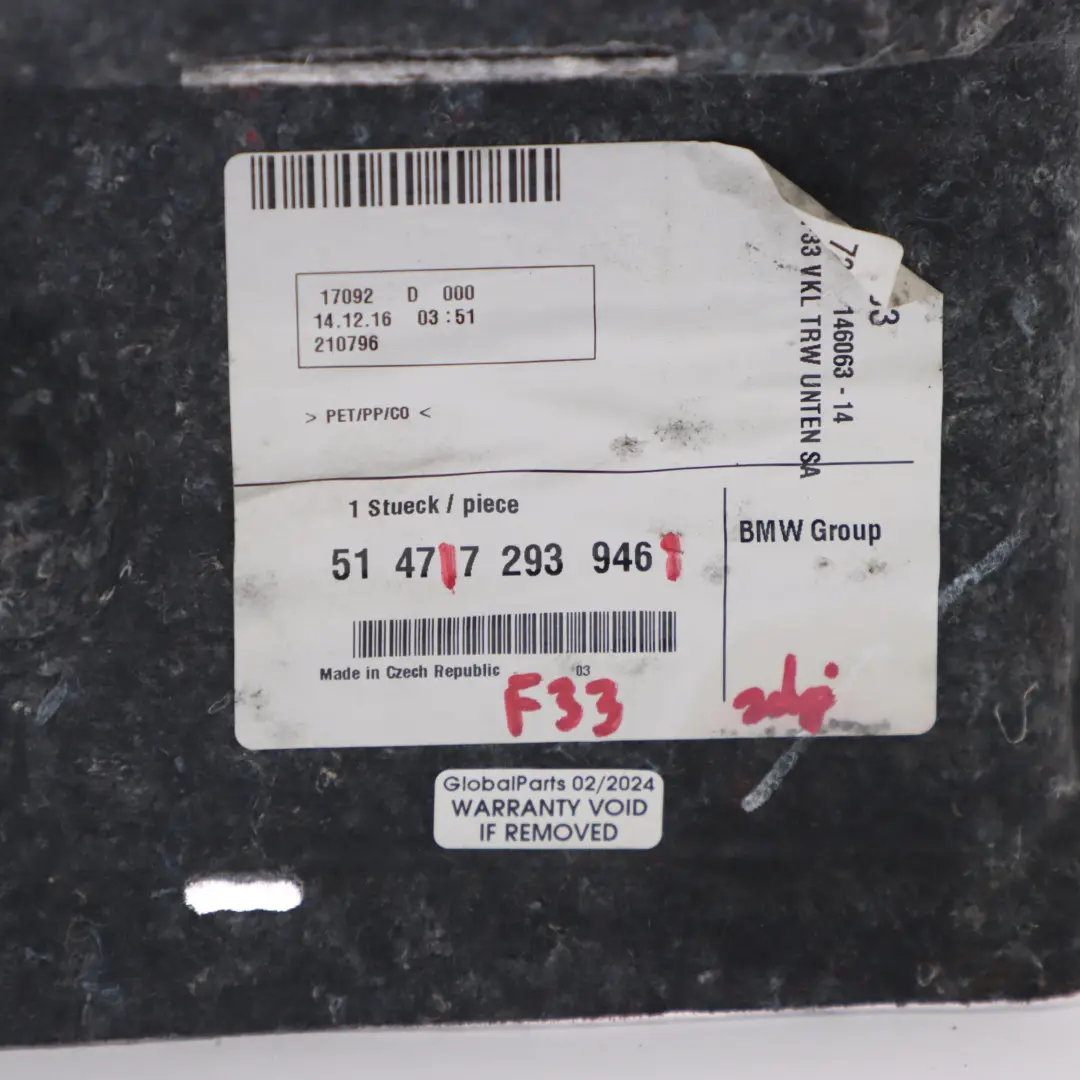 17092 D 000
14.12.16 03:51
210796
> PET/PP/CO <
146063 - 14
33 VKL TRW UNTEN SA
1 Stueck / piece
51 47 7 293 946
BMW Group
Made in Czech Republic 03
F33
GlobalParts 02/2024
WARRANTY VOID
IF REMOVED